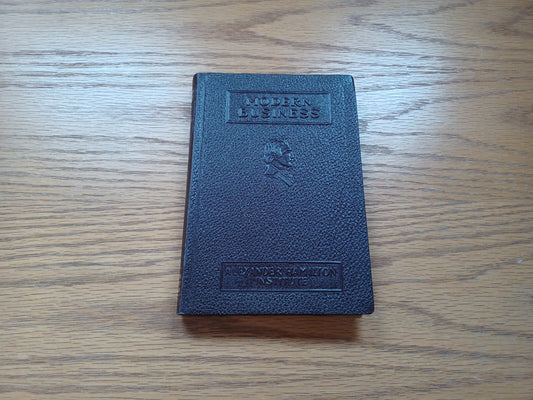 MODERN
BUSINESS
ALEXANDER HAMILTON
INSTITUTE